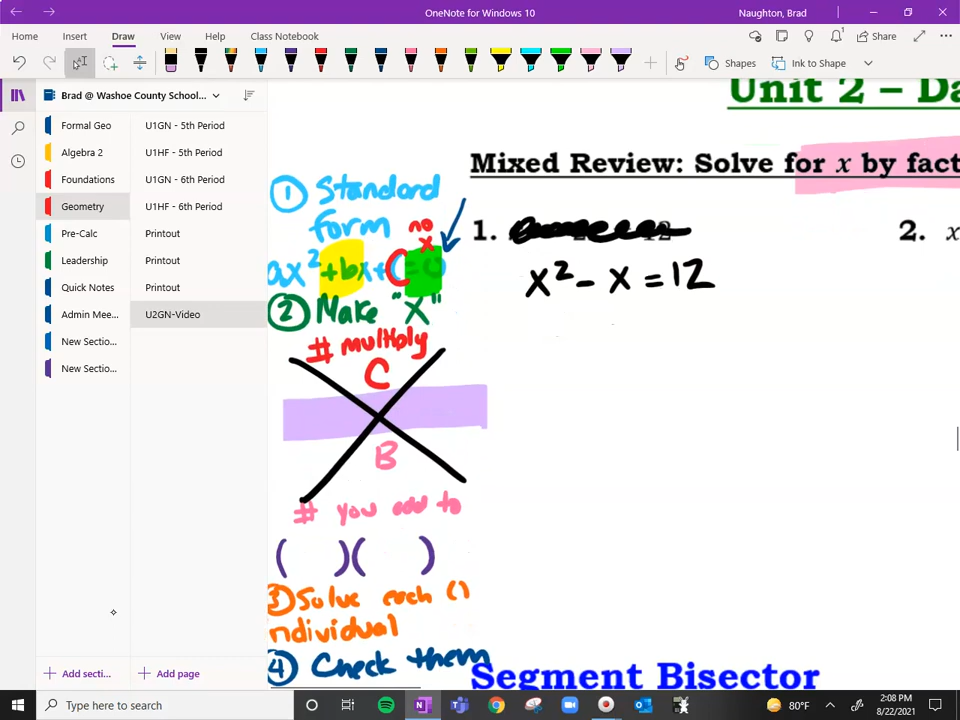 OneNote for Windows 10
Naughton, Brad
Home Insert Draw View Help Class Notebook
Share
Shapes
Ink to Shape
Brad @ Washoe County School...
Formal Geo
Algebra 2
Foundations
Geometry
Pre-Calc
Leadership
Quick Notes
Admin Mee...
New Sectio...
New Sectio...
Add secti...
U1GN - 5th Period
U1HF - 5th Period
U1GN - 6th Period
U1HF - 6th Period
Printout
Printout
Printout
U2GN-Video
Add page
Unit 2 – Da
Mixed Review: Solve for x by fact
1.
x² - x = 12
2. x
① Standard
form
no
x
ax² + bx + C = 0
② Make "X"
# multiply
C
B
# you add to
( )( )
③ Solve each ()
ndividual
④ Check them
Segment Bisector
Type here to search
80°F
2:08 PM
8/22/2021